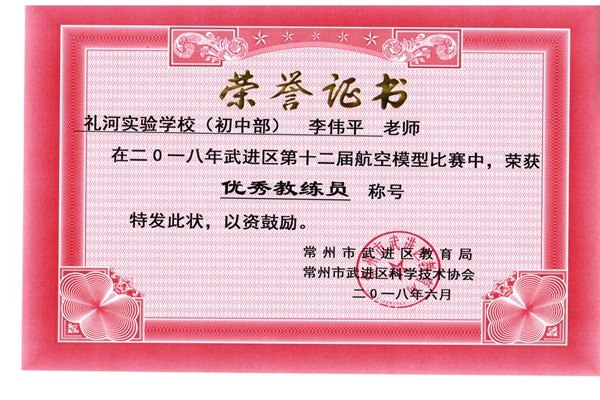 荣誉证书
礼河实验学校（初中部） 李伟平 老师
在二0一八年武进区第十二届航空模型比赛中，荣获
优秀教练员 称号
特发此状，以资鼓励。
常州市武进区教育局
常州市武进区科学技术协会
二0一八年六月